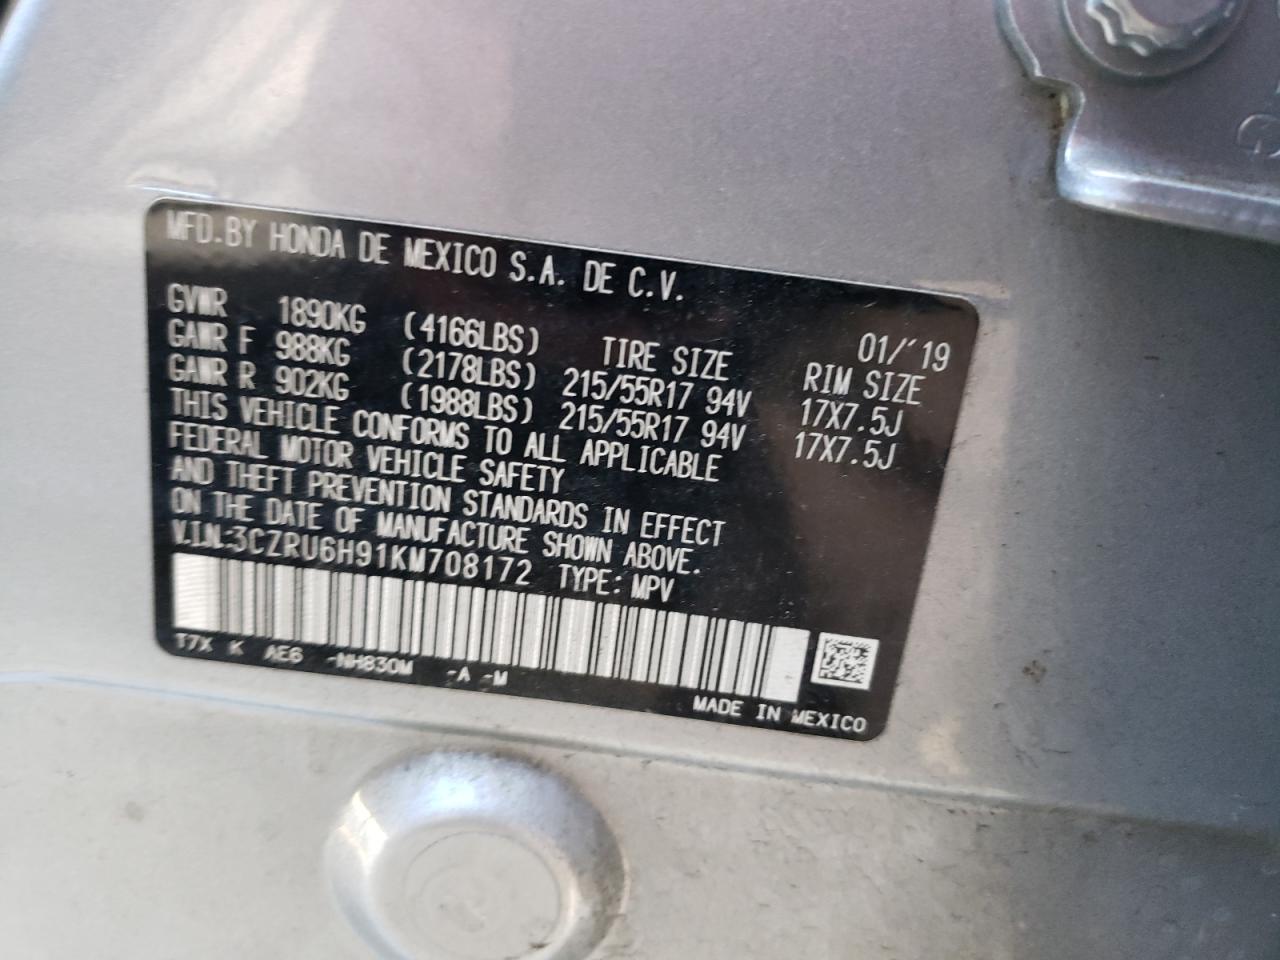 MFD.BY HONDA DE MEXICO S.A. DE C.V.
01/'19
GVWR 1890KG (4166LBS) TIRE SIZE RIM SIZE
GAWR F 988KG (2178LBS) 215/55R17 94V 17X7.5J
GAWR R 902KG (1988LBS) 215/55R17 94V 17X7.5J
THIS VEHICLE CONFORMS TO ALL APPLICABLE
FEDERAL MOTOR VEHICLE SAFETY
AND THEFT PREVENTION STANDARDS IN EFFECT
ON THE DATE OF MANUFACTURE SHOWN ABOVE.
V.I.N:3CZRU6H91KM708172 TYPE: MPV
T7X K AE6 -NH830M -A -M
MADE IN MEXICO